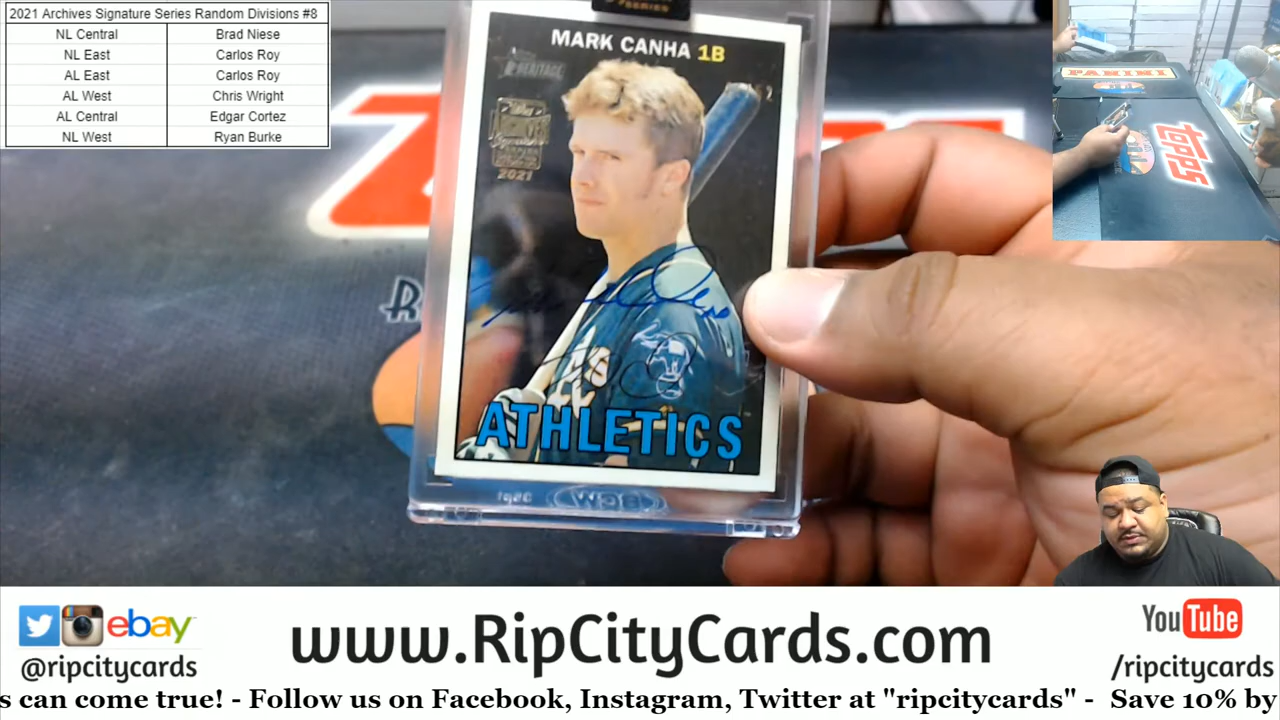 2021 Archives Signature Series Random Divisions #8
NL Central Brad Niese
NL East Carlos Roy
AL East Carlos Roy
AL West Chris Wright
AL Central Edgar Cortez
NL West Ryan Burke
MARK CANHA 1B
HERITAGE
2021
ATHLETICS
PANINI
TOPPS
ebay
@ripcitycards
www.RipCityCards.com
YouTube
/ripcitycards
s can come true! - Follow us on Facebook, Instagram, Twitter at "ripcitycards" - Save 10% by